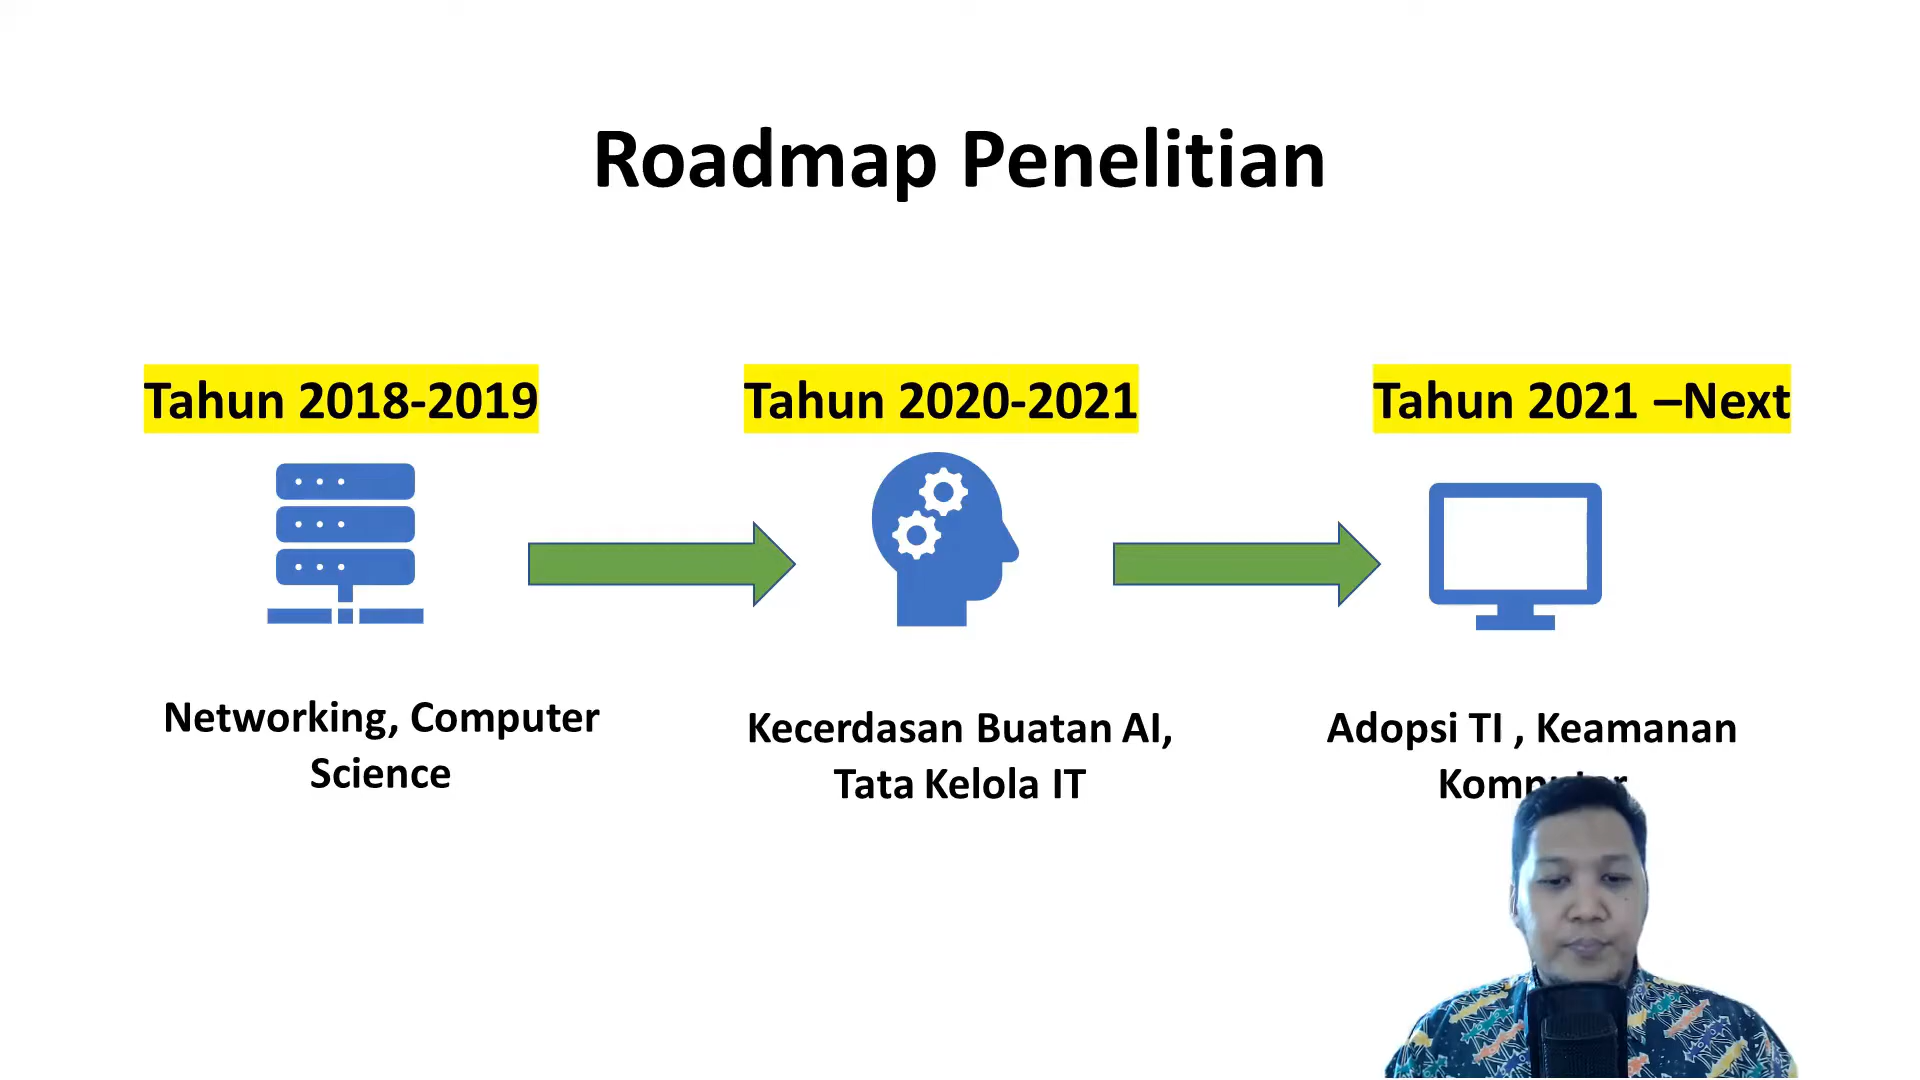 Roadmap Penelitian
Tahun 2018-2019
Tahun 2020-2021
Tahun 2021 –Next
Networking, Computer
Science
Kecerdasan Buatan AI,
Tata Kelola IT
Adopsi TI , Keamanan
Komputer